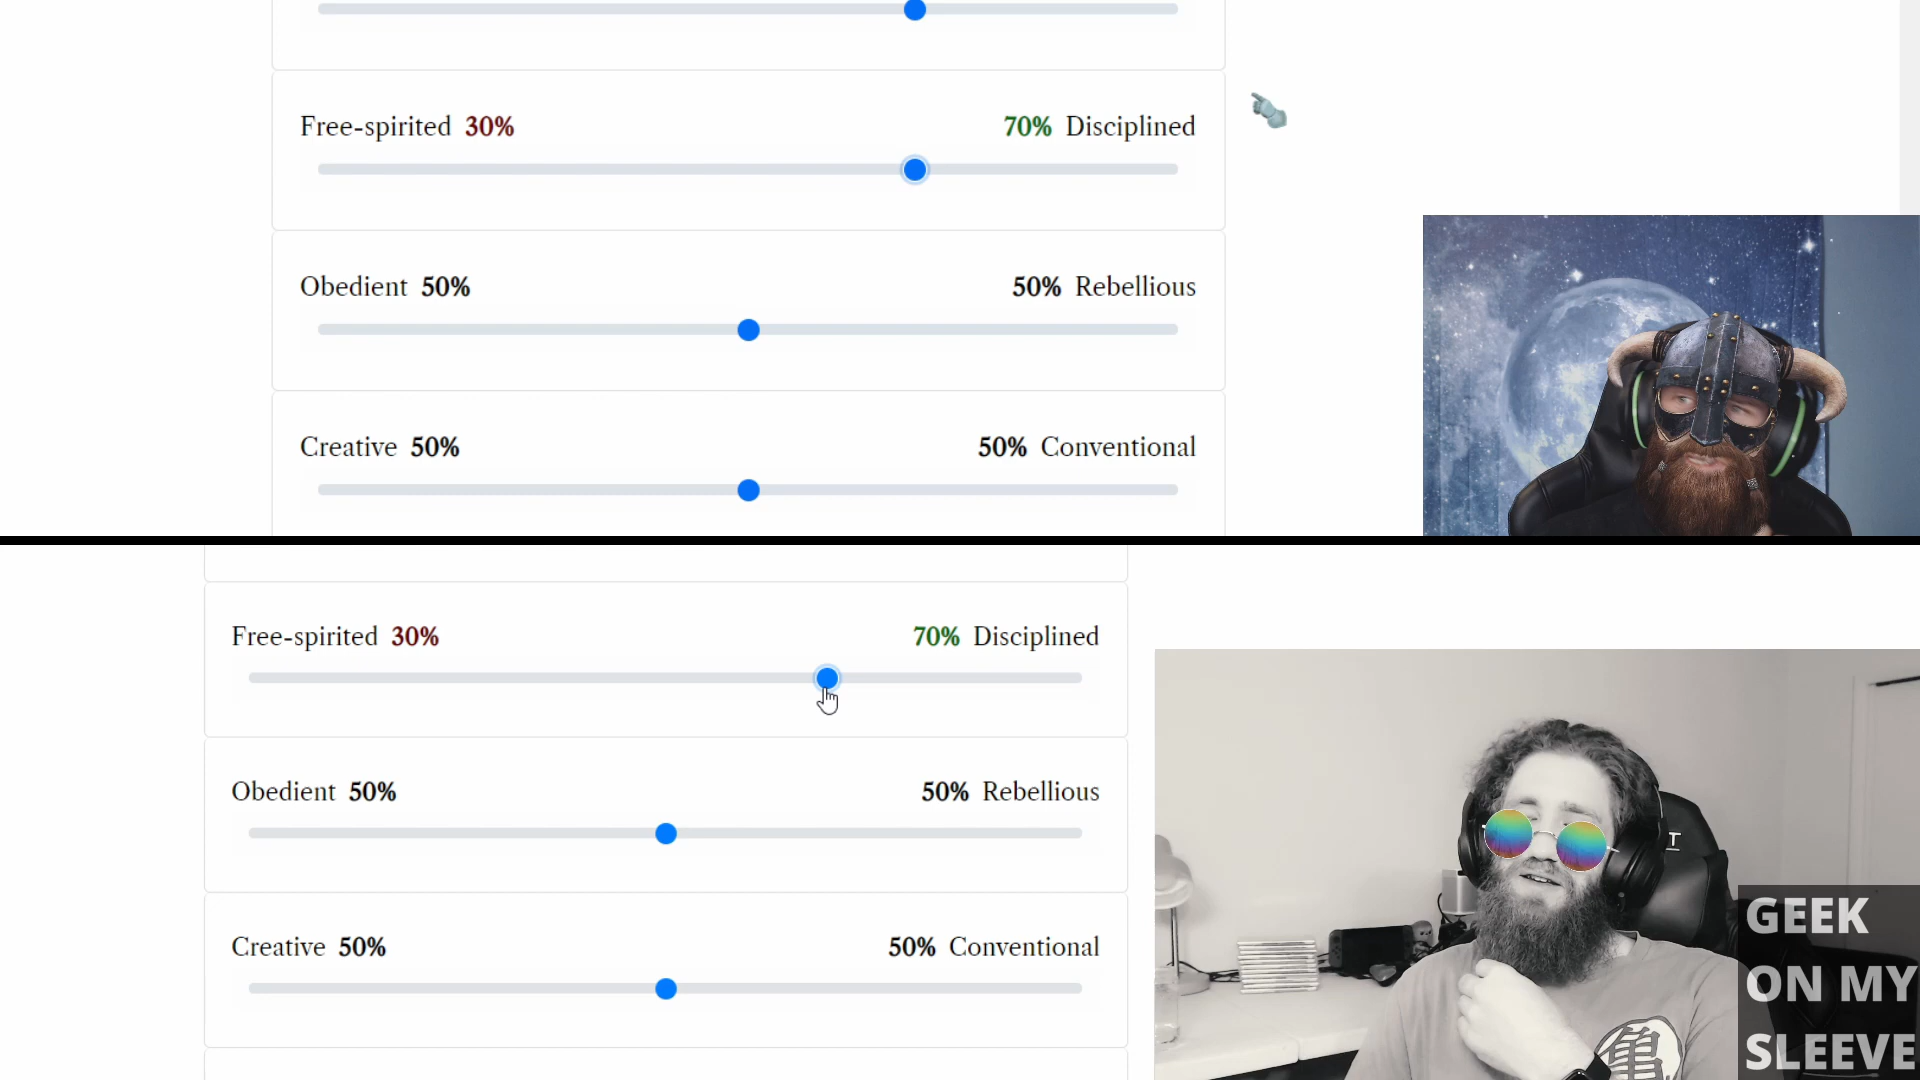 Free-spirited 30% 70% Disciplined
Obedient 50% 50% Rebellious
Creative 50% 50% Conventional
Free-spirited 30% 70% Disciplined
Obedient 50% 50% Rebellious
Creative 50% 50% Conventional
T
亀
GEEK
ON MY
SLEEVE